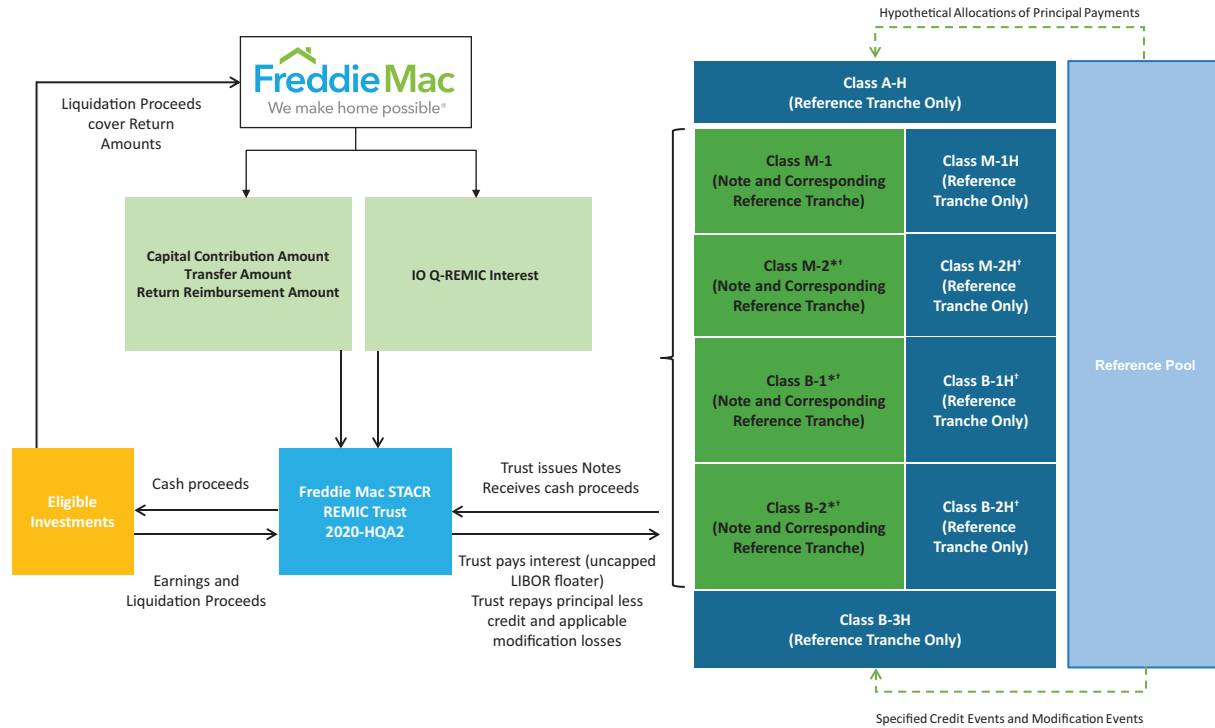 Hypothetical Allocations of Principal Payments
Freddie Mac
We make home possible®
Liquidation Proceeds
cover Return
Amounts
Capital Contribution Amount
Transfer Amount
Return Reimbursement Amount
IO Q-REMIC Interest
Eligible
Investments
Cash proceeds
Earnings and
Liquidation Proceeds
Freddie Mac STACR
REMIC Trust
2020-HQA2
Trust issues Notes
Receives cash proceeds
Trust pays interest (uncapped
LIBOR floater)
Trust repays principal less
credit and applicable
modification losses
Class A-H
(Reference Tranche Only)
Class M-1
(Note and Corresponding
Reference Tranche)
Class M-1H
(Reference
Tranche Only)
Class M-2*†
(Note and Corresponding
Reference Tranche)
Class M-2H†
(Reference
Tranche Only)
Class B-1*†
(Note and Corresponding
Reference Tranche)
Class B-1H†
(Reference
Tranche Only)
Class B-2*†
(Note and Corresponding
Reference Tranche)
Class B-2H†
(Reference
Tranche Only)
Class B-3H
(Reference Tranche Only)
Reference Pool
Specified Credit Events and Modification Events